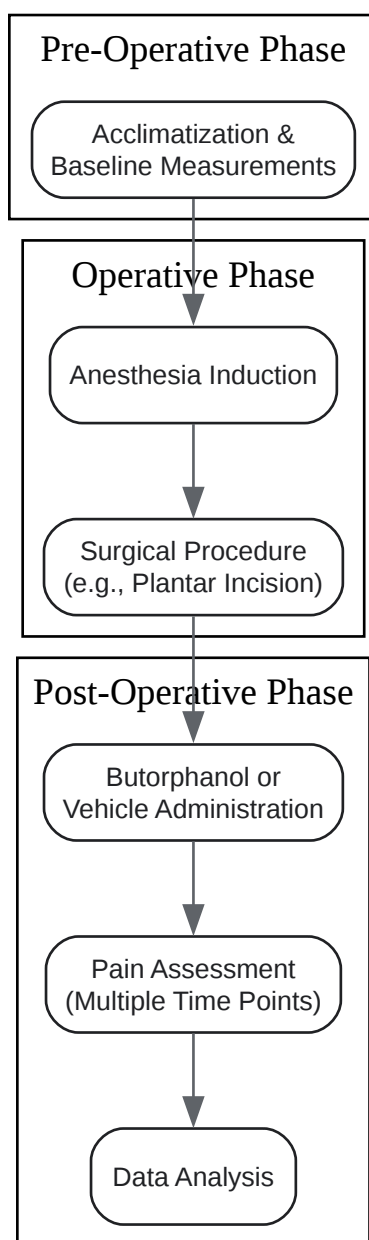 Pre-Operative Phase
Acclimatization &
Baseline Measurements
Operative Phase
Anesthesia Induction
Surgical Procedure
(e.g., Plantar Incision)
Post-Operative Phase
Butorphanol or
Vehicle Administration
Pain Assessment
(Multiple Time Points)
Data Analysis